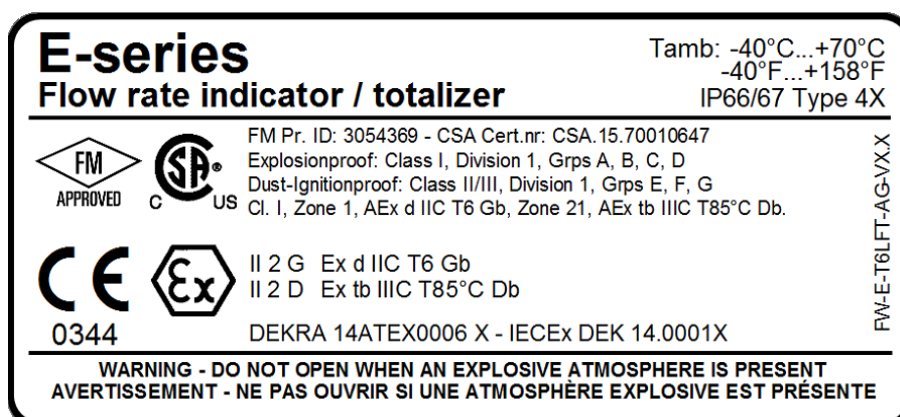 E-series
Flow rate indicator / totalizer
Tamb: -40°C...+70°C
-40°F...+158°F
IP66/67 Type 4X
FM
APPROVED
SA
C US
®
FM Pr. ID: 3054369 - CSA Cert.nr: CSA.15.70010647
Explosionproof: Class I, Division 1, Grps A, B, C, D
Dust-Ignitionproof: Class II/III, Division 1, Grps E, F, G
Cl. I, Zone 1, AEx d IIC T6 Gb, Zone 21, AEx tb IIIC T85°C Db.
FW-E-T6LFT-AG-VX.X
CE
0344
Ex
II 2 G Ex d IIC T6 Gb
II 2 D Ex tb IIIC T85°C Db
DEKRA 14ATEX0006 X - IECEx DEK 14.0001X
WARNING - DO NOT OPEN WHEN AN EXPLOSIVE ATMOSPHERE IS PRESENT
AVERTISSEMENT - NE PAS OUVRIR SI UNE ATMOSPHÈRE EXPLOSIVE EST PRÉSENTE